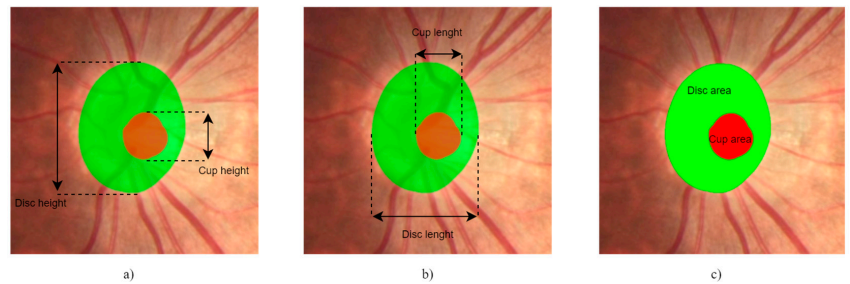 Disc height
Cup height
a)
Cup lenght
Disc lenght
b)
Disc area
Cup area
c)